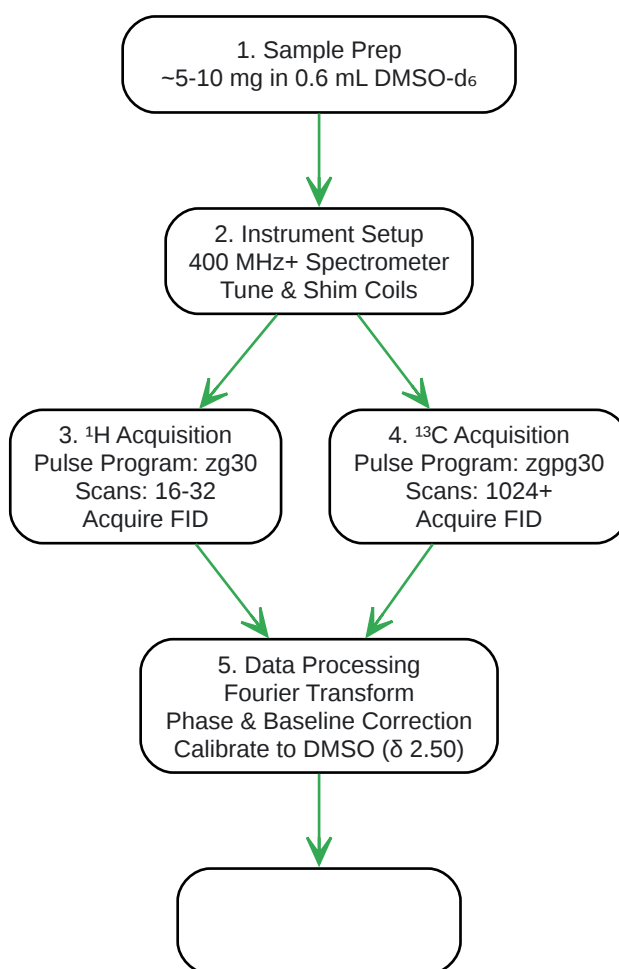 1. Sample Prep
~5-10 mg in 0.6 mL DMSO-d₆
2. Instrument Setup
400 MHz+ Spectrometer
Tune & Shim Coils
3. ¹H Acquisition
Pulse Program: zg30
Scans: 16-32
Acquire FID
4. ¹³C Acquisition
Pulse Program: zgpg30
Scans: 1024+
Acquire FID
5. Data Processing
Fourier Transform
Phase & Baseline Correction
Calibrate to DMSO (δ 2.50)